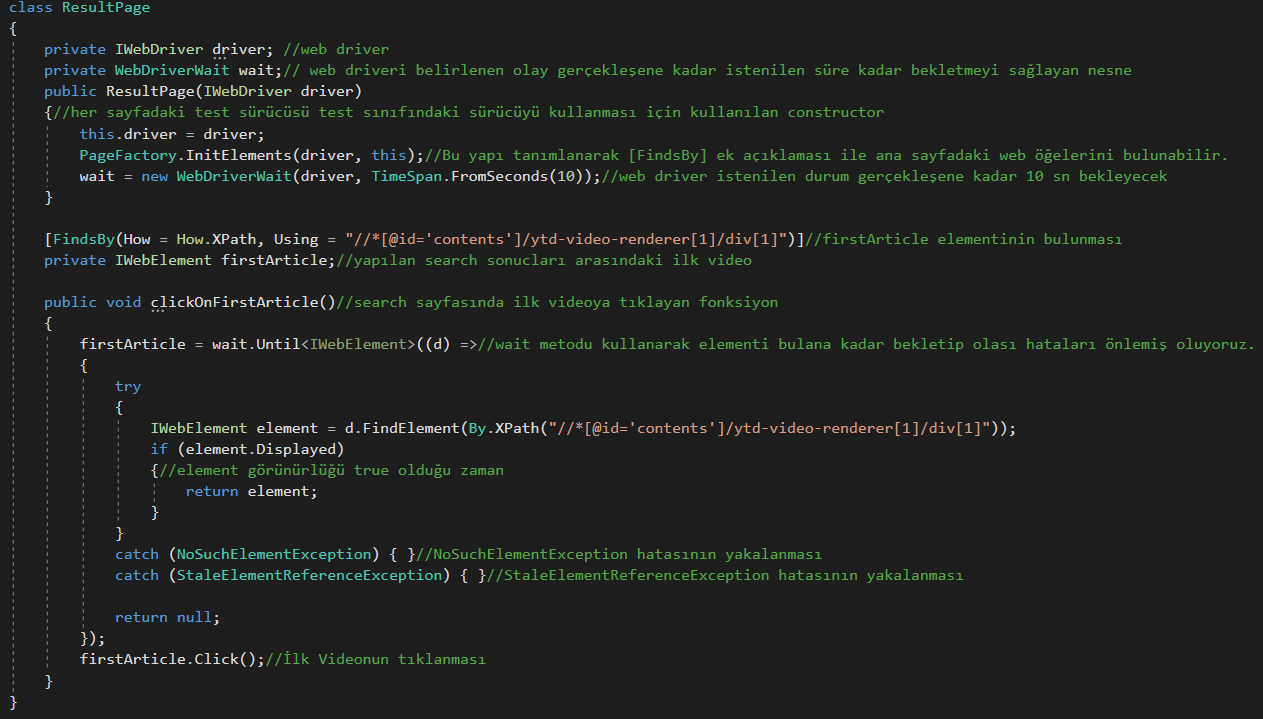 class ResultPage
{
    private IWebDriver driver; //web driver
    private WebDriverWait wait;// web driveri belirlenen olay gerçekleşene kadar istenilen süre kadar bekletmeyi sağlayan nesne
    public ResultPage(IWebDriver driver)
    {//her sayfadaki test sürücüsü test sınıfındaki sürücüyü kullanması için kullanılan constructor
        this.driver = driver;
        PageFactory.InitElements(driver, this);//Bu yapı tanımlanarak [FindsBy] ek açıklaması ile ana sayfadaki web öğelerini bulunabilir.
        wait = new WebDriverWait(driver, TimeSpan.FromSeconds(10));//web driver istenilen durum gerçekleşene kadar 10 sn bekleyecek
    }

    [FindsBy(How = How.XPath, Using = "//*[@id='contents']/ytd-video-renderer[1]/div[1]")]//firstArticle elementinin bulunması
    private IWebElement firstArticle;//yapılan search sonucları arasındaki ilk video

    public void clickOnFirstArticle()//search sayfasında ilk videoya tıklayan fonksiyon
    {
        firstArticle = wait.Until<IWebElement>((d) =>//wait metodu kullanarak elementi bulana kadar bekletip olası hataları önlemiş oluyoruz.
        {
            try
            {
                IWebElement element = d.FindElement(By.XPath("//*[@id='contents']/ytd-video-renderer[1]/div[1]"));
                if (element.Displayed)
                {//element görünürlüğü true olduğu zaman
                    return element;
                }
            }
            catch (NoSuchElementException) { }//NoSuchElementException hatasının yakalanması
            catch (StaleElementReferenceException) { }//StaleElementReferenceException hatasının yakalanması

            return null;
        });
        firstArticle.Click();//İlk Videonun tıklanması
    }
}